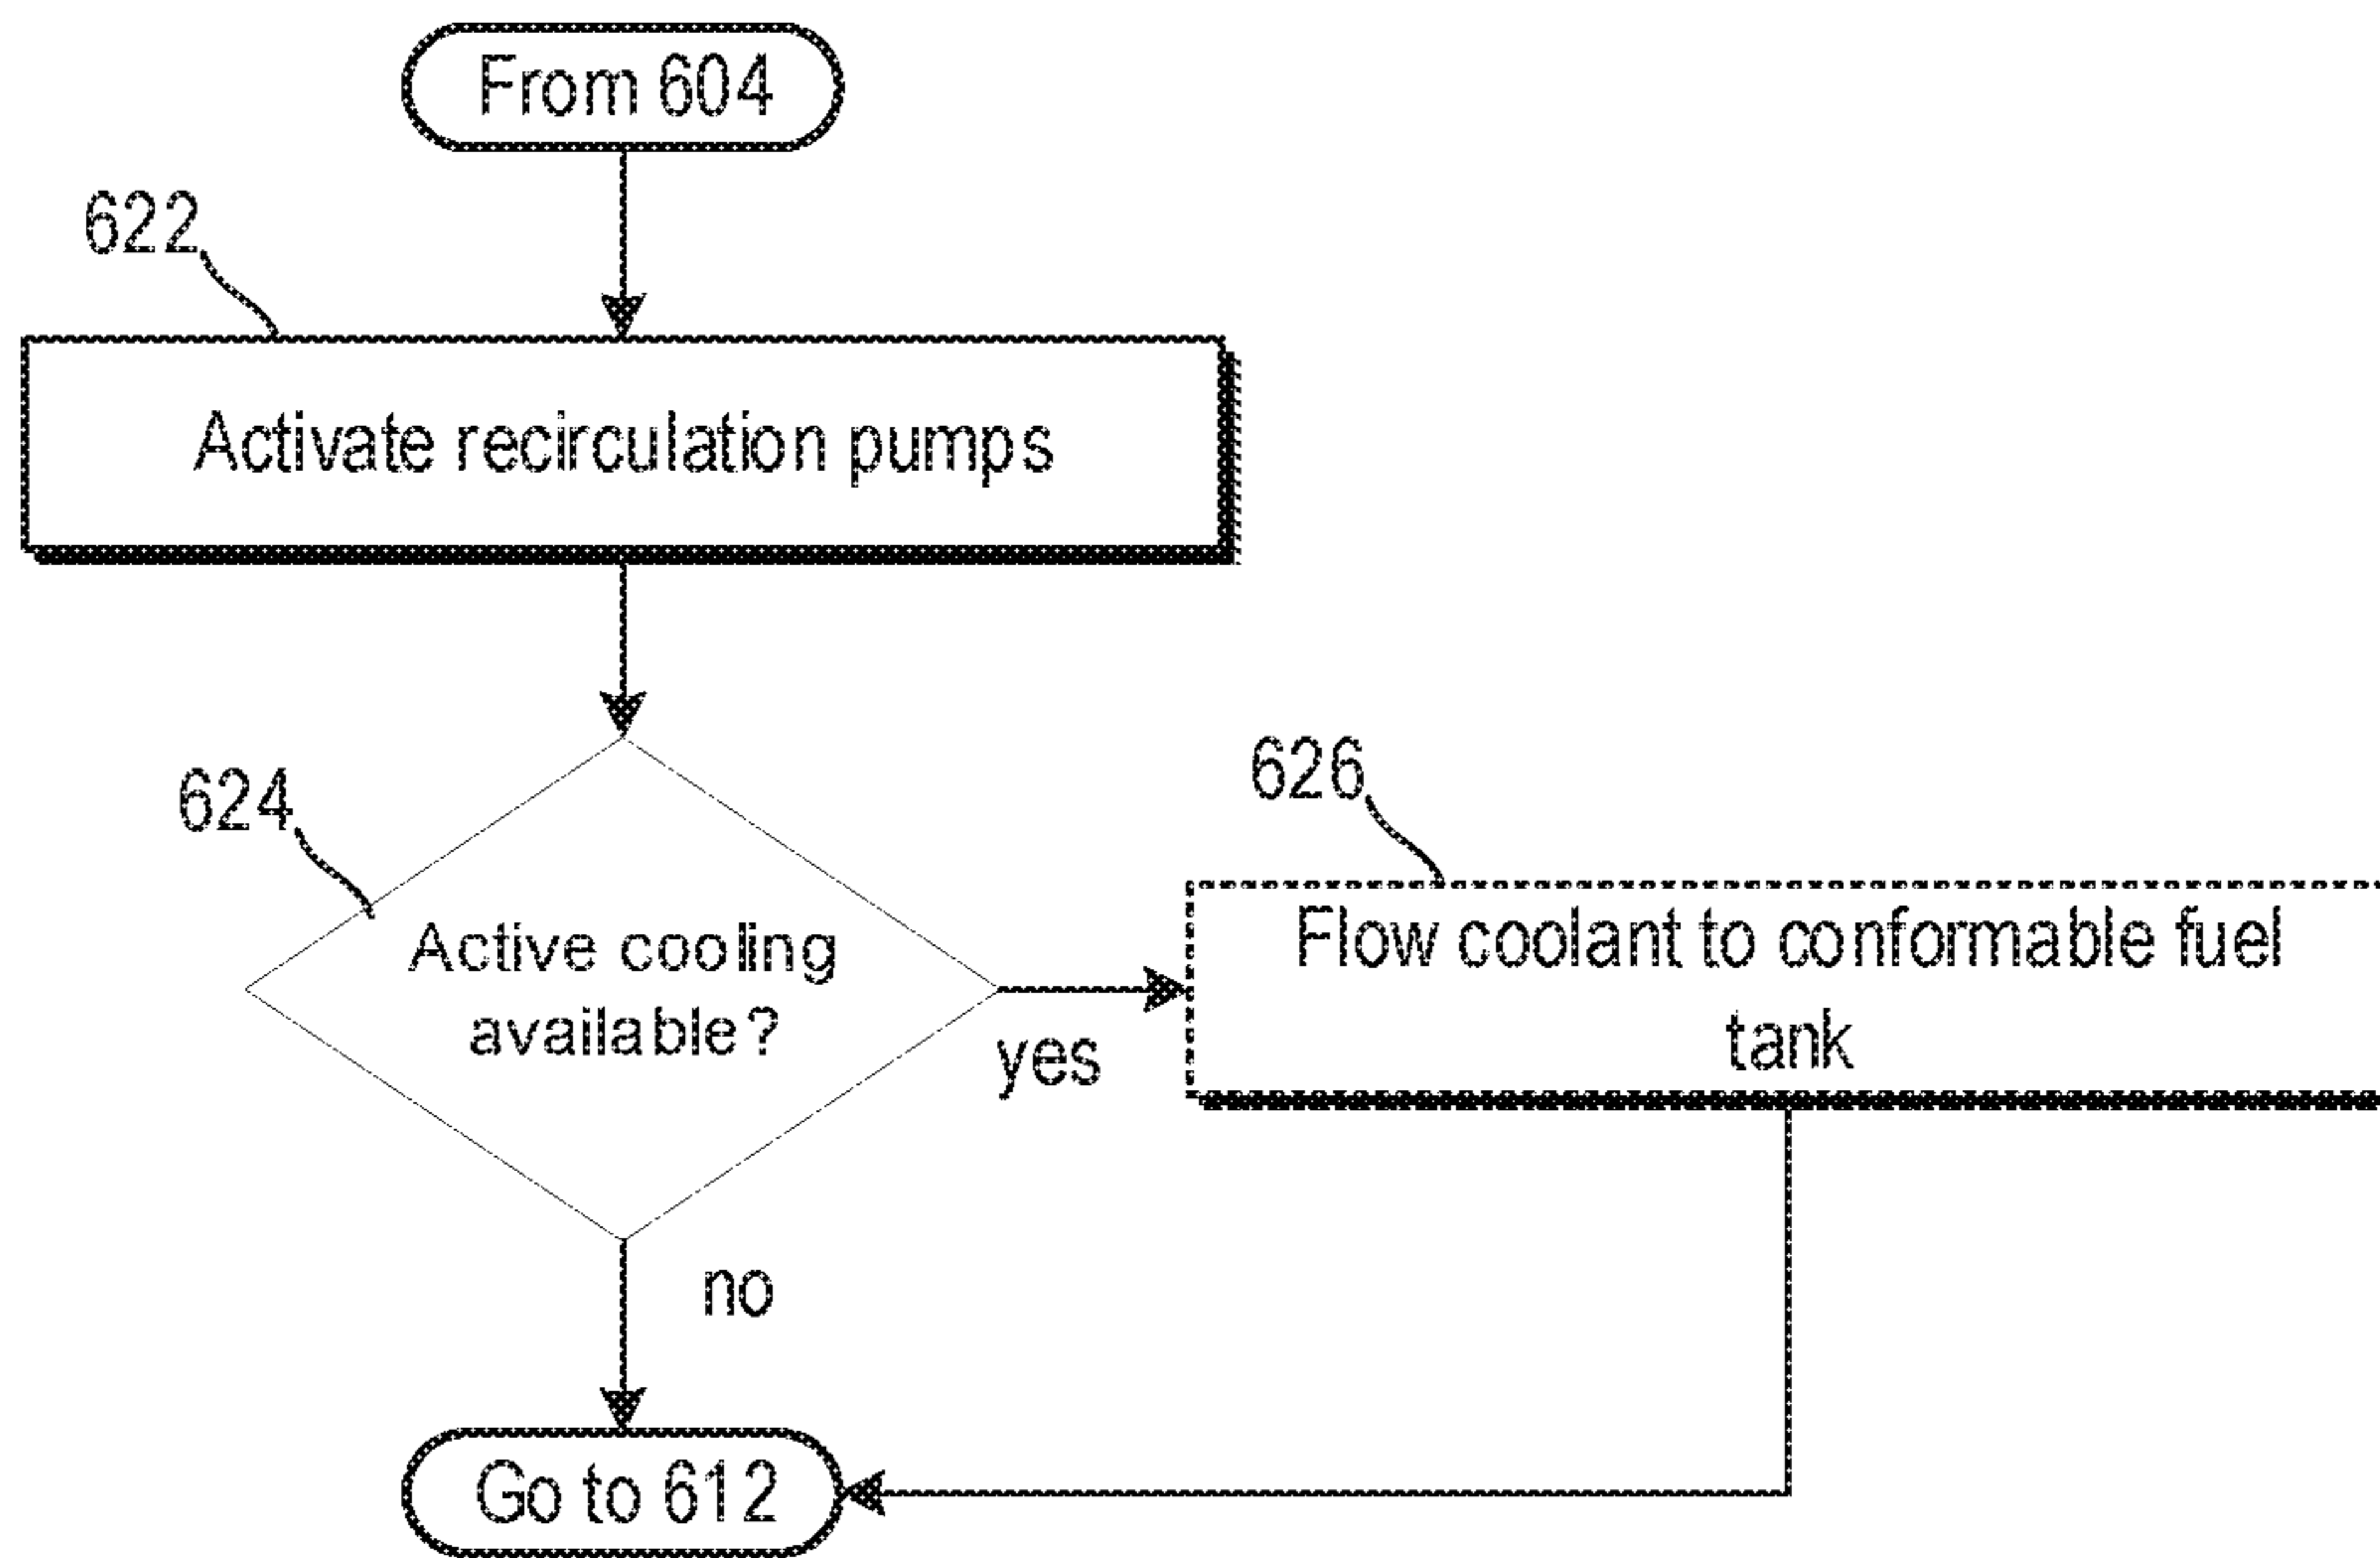 From 604
622
Activate recirculation pumps
624
Active cooling
available?
yes
626
Flow coolant to conformable fuel
tank
no
Go to 612